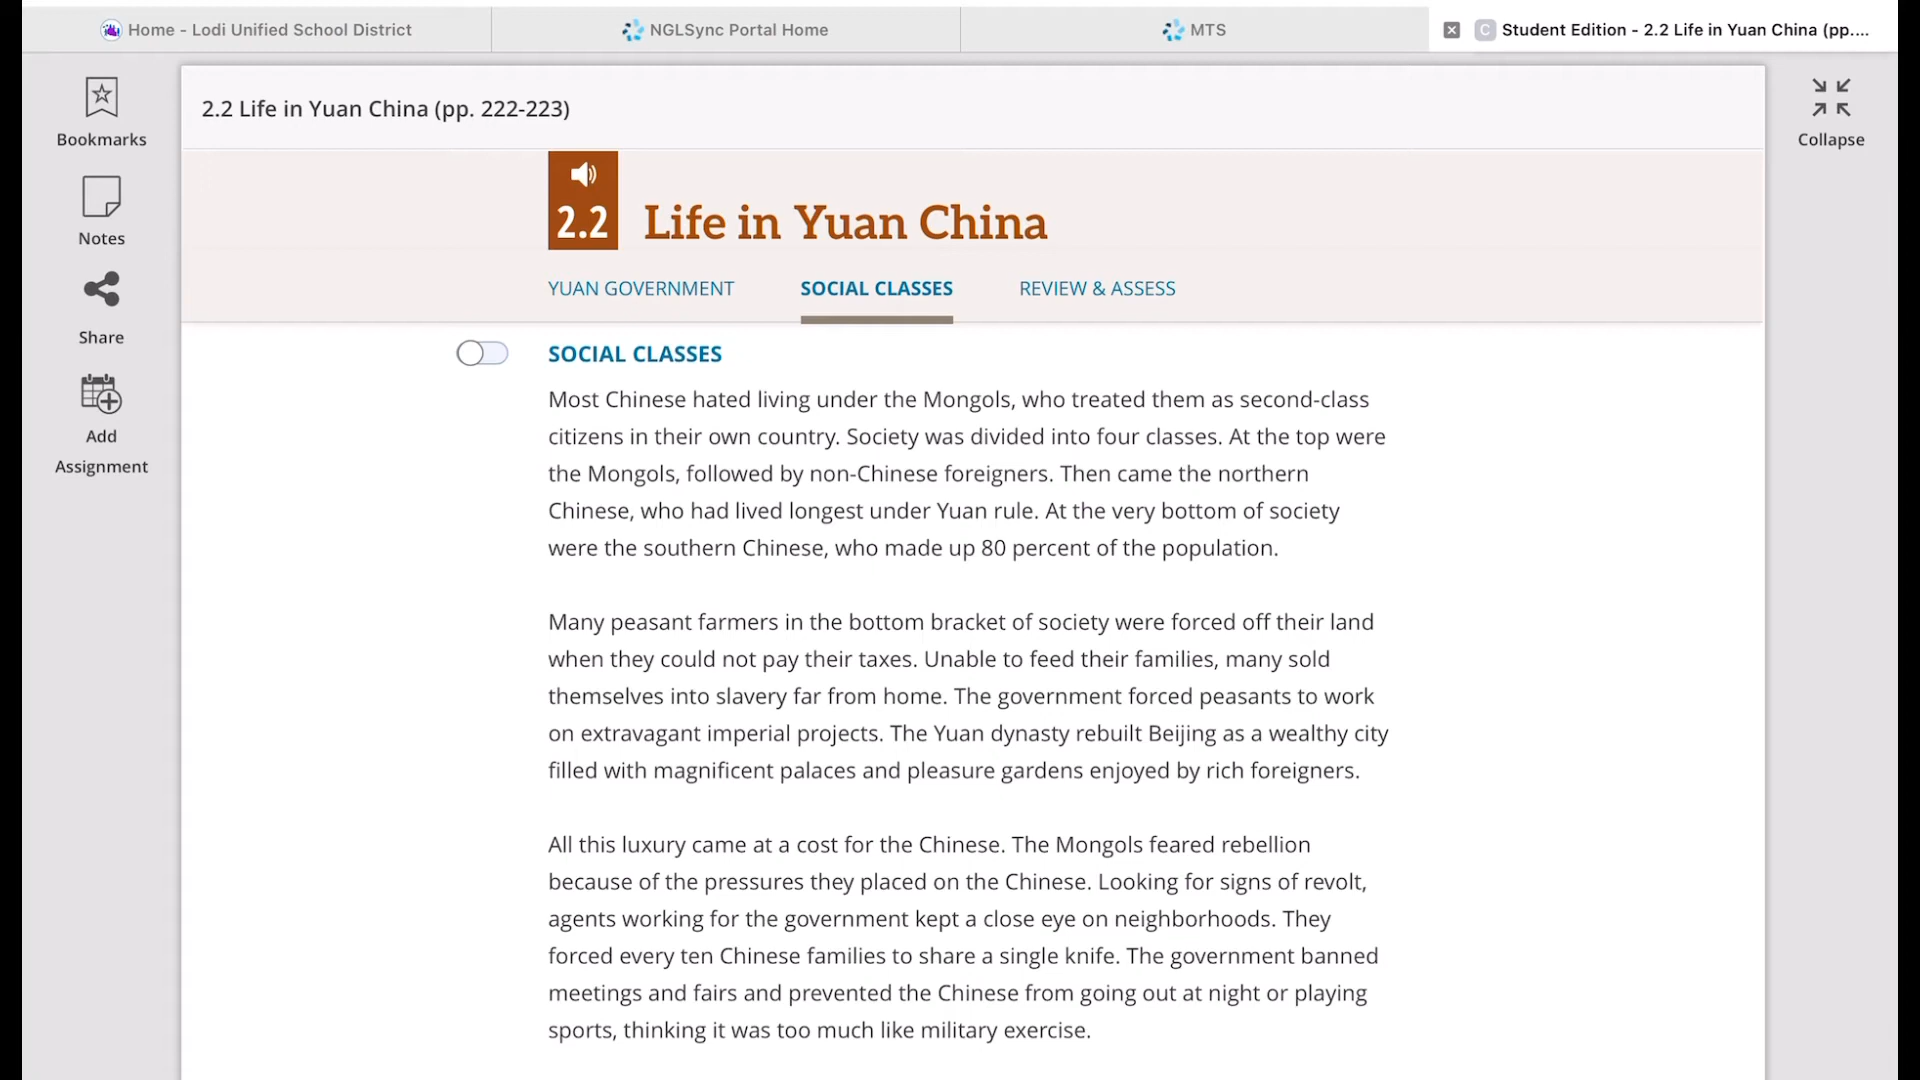 Home - Lodi Unified School District
NGLSync Portal Home
MTS
C
Student Edition - 2.2 Life in Yuan China (pp....
Bookmarks
Notes
Share
Add
Assignment
Collapse
2.2 Life in Yuan China (pp. 222-223)
2.2
Life in Yuan China
YUAN GOVERNMENT
SOCIAL CLASSES
REVIEW & ASSESS
SOCIAL CLASSES
Most Chinese hated living under the Mongols, who treated them as second-class
citizens in their own country. Society was divided into four classes. At the top were
the Mongols, followed by non-Chinese foreigners. Then came the northern
Chinese, who had lived longest under Yuan rule. At the very bottom of society
were the southern Chinese, who made up 80 percent of the population.
Many peasant farmers in the bottom bracket of society were forced off their land
when they could not pay their taxes. Unable to feed their families, many sold
themselves into slavery far from home. The government forced peasants to work
on extravagant imperial projects. The Yuan dynasty rebuilt Beijing as a wealthy city
filled with magnificent palaces and pleasure gardens enjoyed by rich foreigners.
All this luxury came at a cost for the Chinese. The Mongols feared rebellion
because of the pressures they placed on the Chinese. Looking for signs of revolt,
agents working for the government kept a close eye on neighborhoods. They
forced every ten Chinese families to share a single knife. The government banned
meetings and fairs and prevented the Chinese from going out at night or playing
sports, thinking it was too much like military exercise.